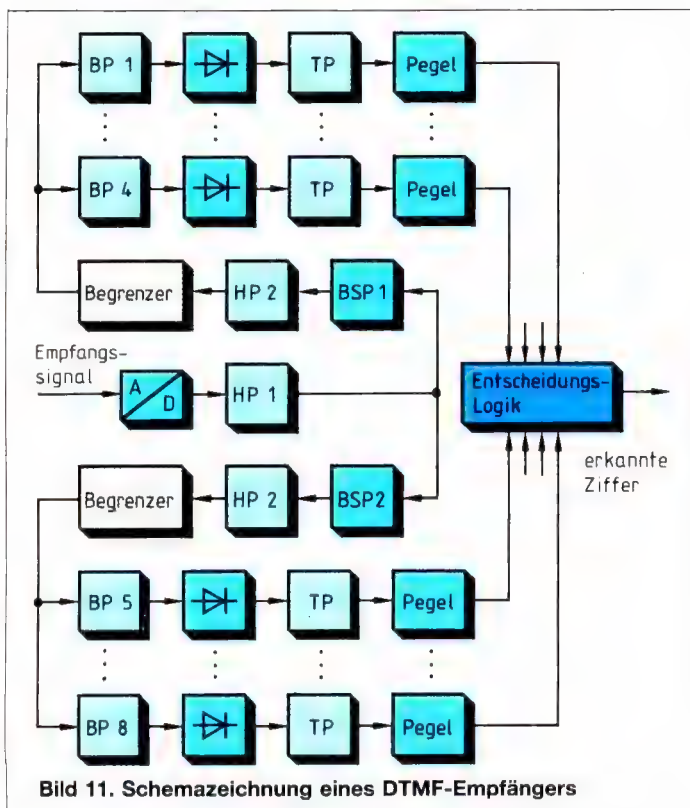 BP 1 TP Pegel
BP 4 TP Pegel
Begrenzer HP 2 BSP 1
Empfangs-
signal
A
D
HP 1
Entscheidungs-
Logik
erkannte
Ziffer
Begrenzer HP 2 BSP2
BP 5 TP Pegel
BP 8 TP Pegel
Bild 11. Schemazeichnung eines DTMF-Empfängers